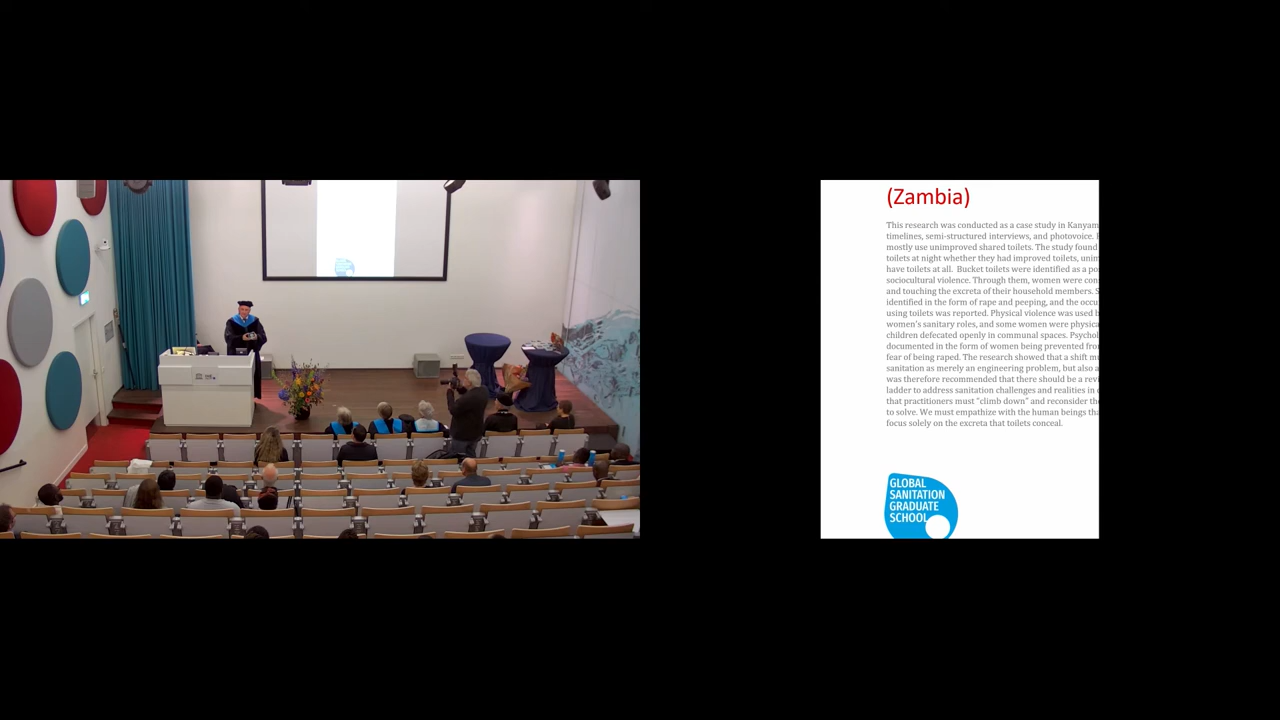 (Zambia)
This research was conducted as a case study in Kanyam
timelines, semi-structured interviews, and photovoice.
mostly use unimproved shared toilets. The study found
toilets at night whether they had improved toilets, unim
have toilets at all. Bucket toilets were identified as a po
sociocultural violence. Through them, women were con
and touching the excreta of their household members. S
identified in the form of rape and peeping, and the occu
using toilets was reported. Physical violence was used b
women's sanitary roles, and some women were physica
children defecated openly in communal spaces. Psychol
documented in the form of women being prevented from
fear of being raped. The research showed that a shift mu
sanitation as merely an engineering problem, but also a
was therefore recommended that there should be a revi
ladder to address sanitation challenges and realities in
that practitioners must "climb down" and reconsider the
to solve. We must empathize with the human beings tha
focus solely on the excreta that toilets conceal.
GLOBAL
SANITATION
GRADUATE
SCHOOL